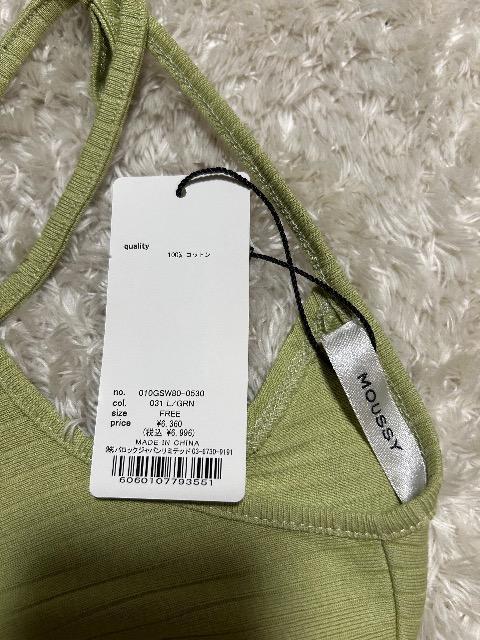 quality
100% コットン
no. 010GSW80-0530
col. 031 L/GRN
size FREE
price ¥6,360
(税込 ¥6,996)
MADE IN CHINA
㈱バロックジャパンリミテッド 03-6730-9191
6060107793551
MOUSSY